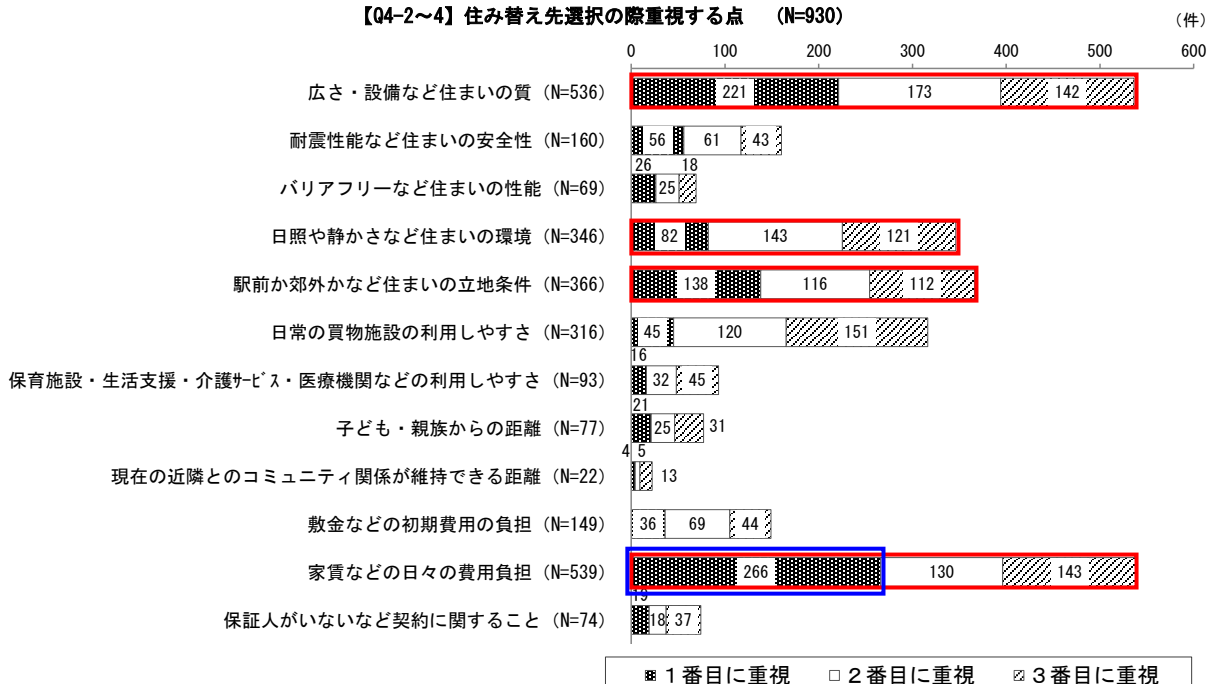 【Q4-2～4】住み替え先選択の際重視する点　（N=930）
（件）
0 100 200 300 400 500 600
広さ・設備など住まいの質（N=536） 221 173 142
耐震性能など住まいの安全性（N=160） 56 61 43
バリアフリーなど住まいの性能（N=69） 26 25 18
日照や静かさなど住まいの環境（N=346） 82 143 121
駅前か郊外かなど住まいの立地条件（N=366） 138 116 112
日常の買物施設の利用しやすさ（N=316） 45 120 151
保育施設・生活支援・介護ｻｰﾋﾞｽ・医療機関などの利用しやすさ（N=93） 16 32 45
子ども・親族からの距離（N=77） 21 25 31
現在の近隣とのコミュニティ関係が維持できる距離（N=22） 4 5 13
敷金などの初期費用の負担（N=149） 36 69 44
家賃などの日々の費用負担（N=539） 266 130 143
保証人がいないなど契約に関すること（N=74） 19 18 37
１番目に重視 ２番目に重視 ３番目に重視